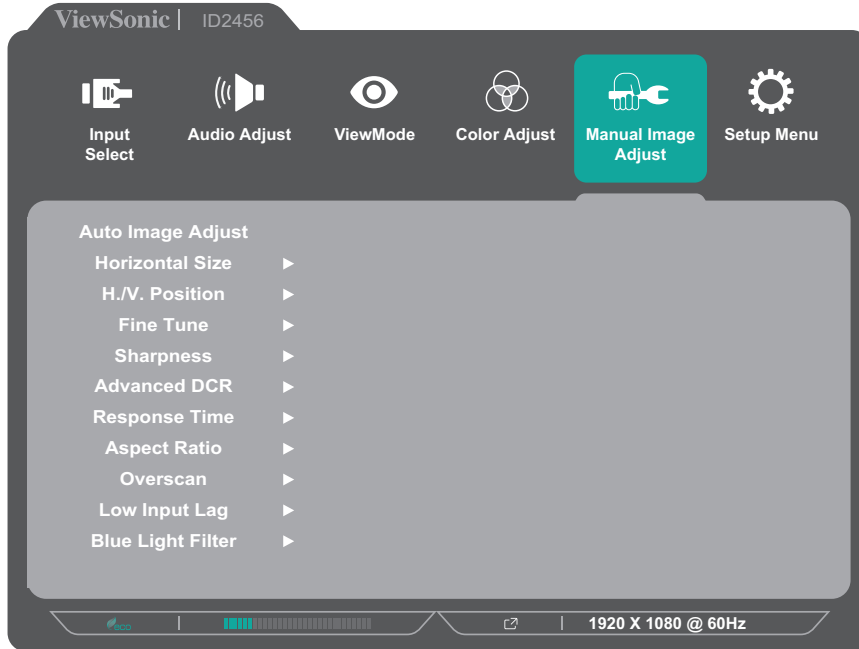 ViewSonic | ID2456
Input Select
Audio Adjust
ViewMode
Color Adjust
Manual Image Adjust
Setup Menu
Auto Image Adjust
Horizontal Size ►
H./V. Position ►
Fine Tune ►
Sharpness ►
Advanced DCR ►
Response Time ►
Aspect Ratio ►
Overscan ►
Low Input Lag ►
Blue Light Filter ►
eco | | 1920 X 1080 @ 60Hz